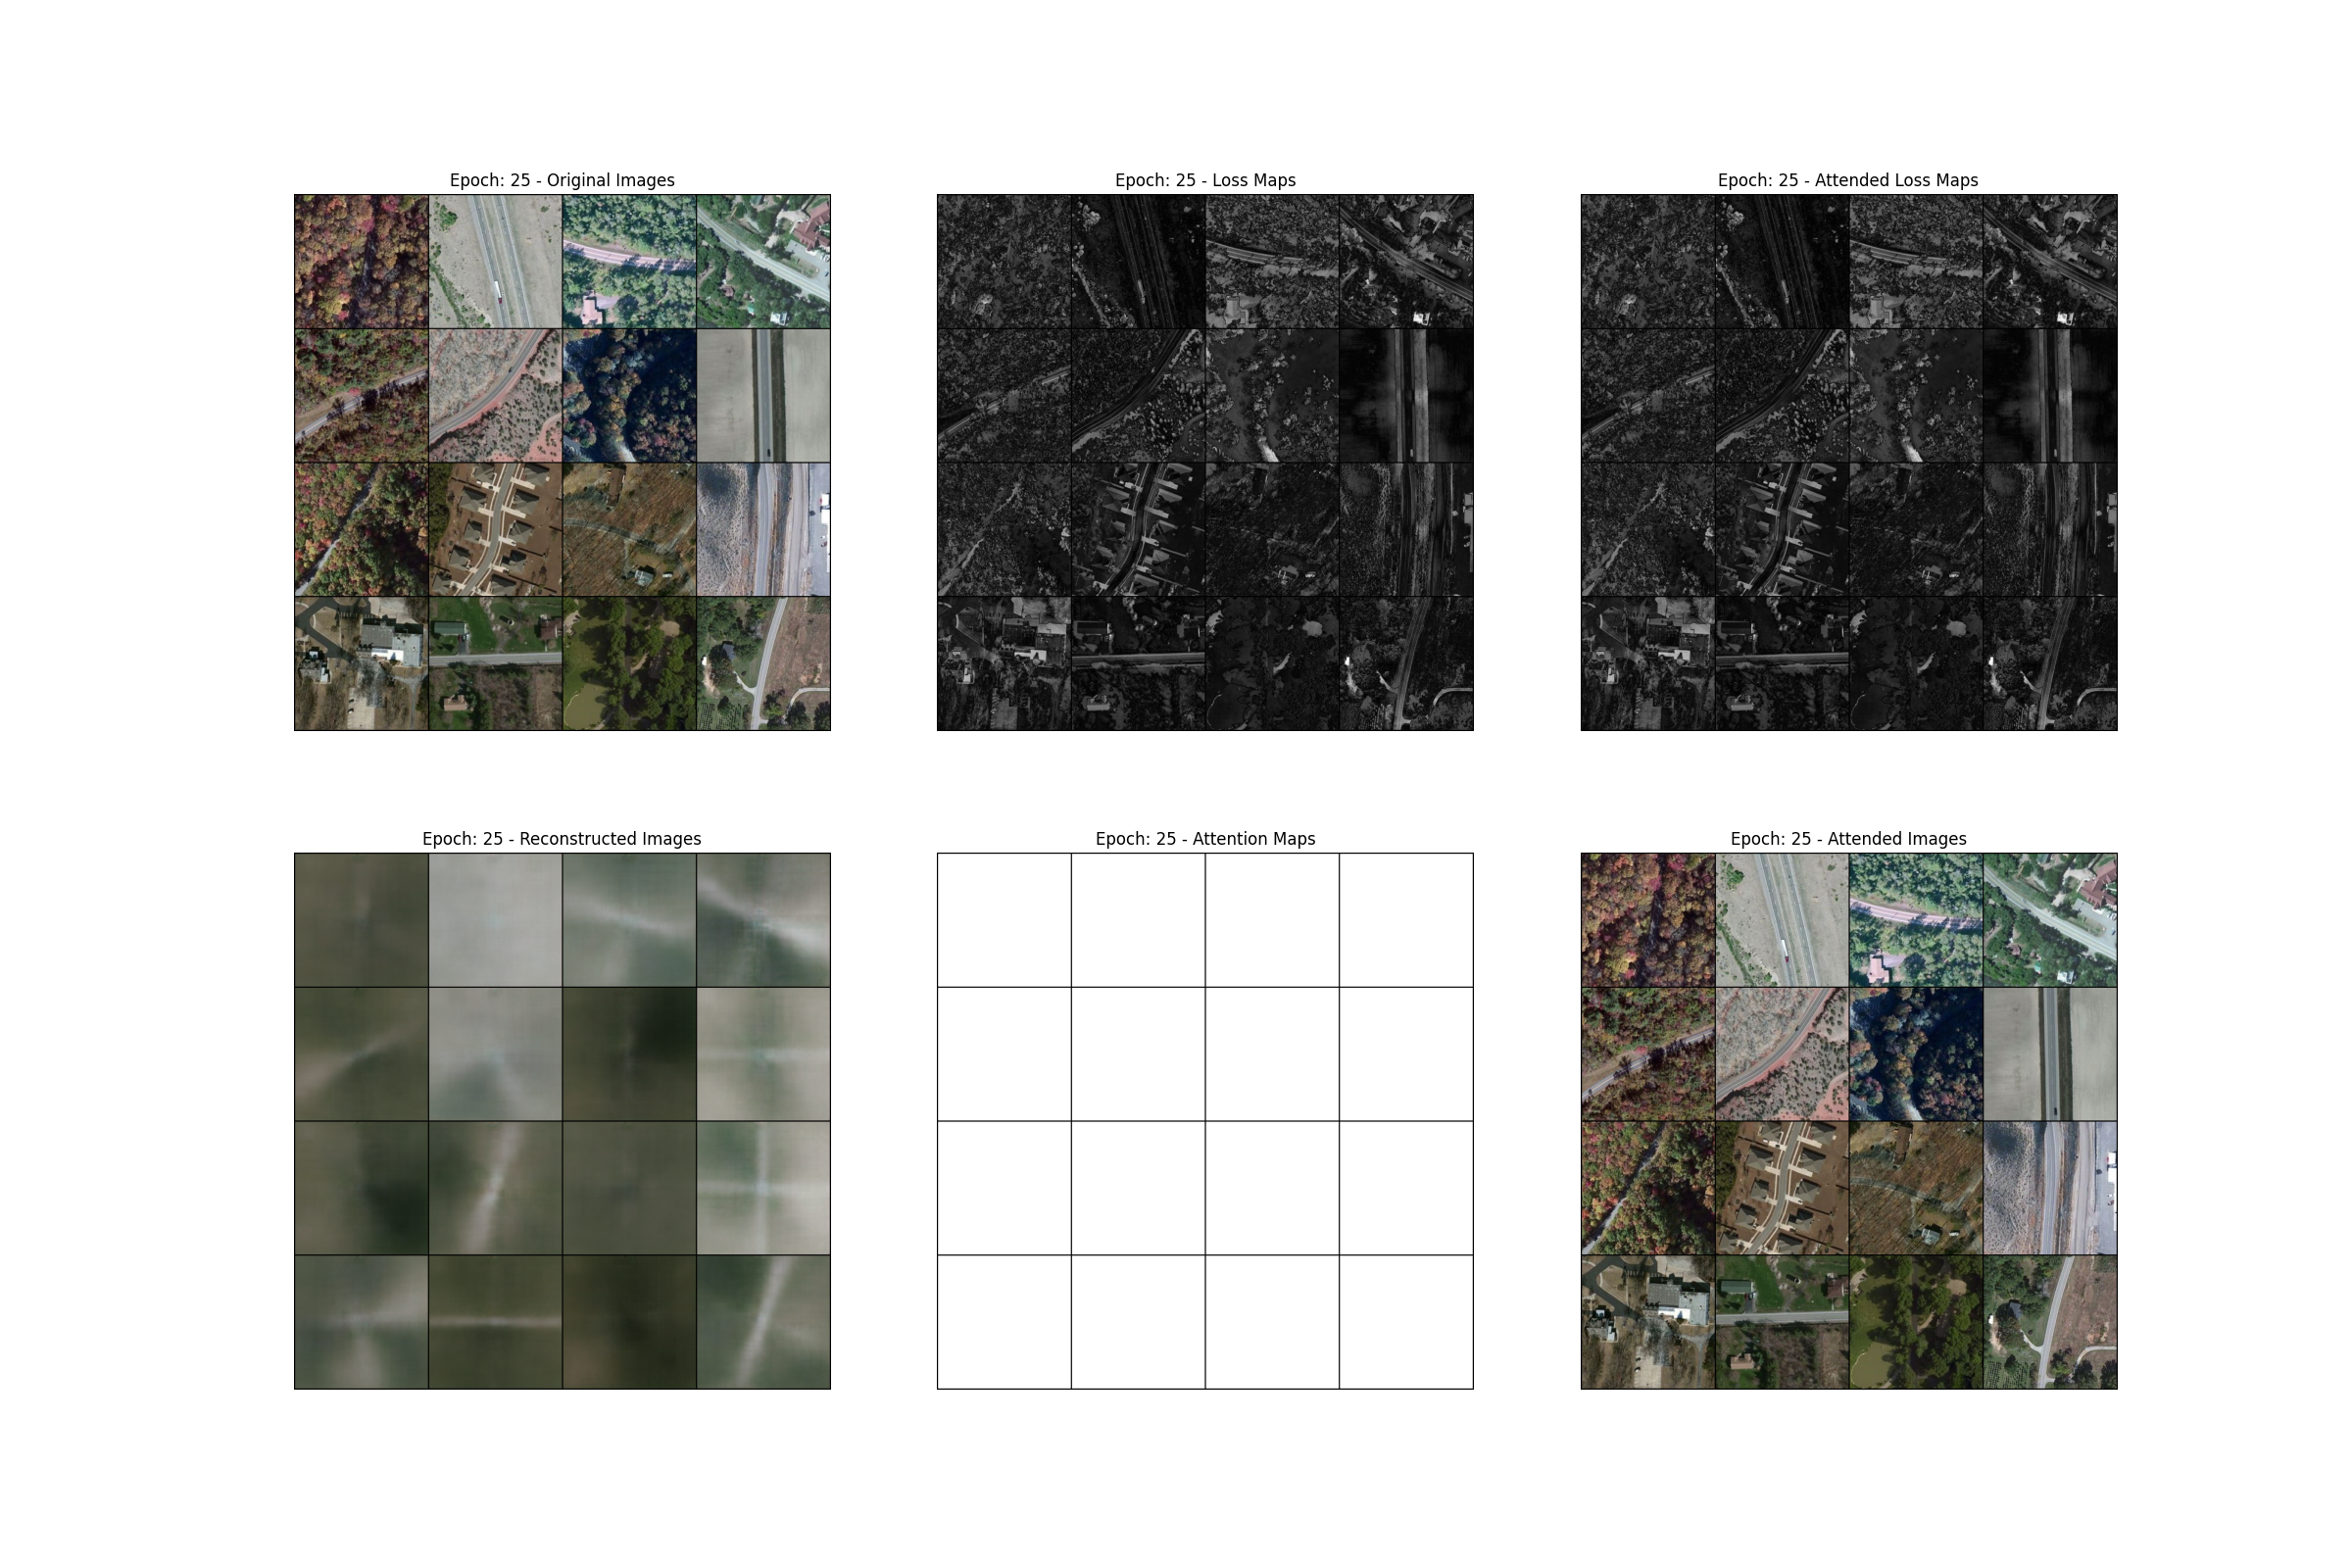 Epoch: 25 - Original Images
Epoch: 25 - Loss Maps
Epoch: 25 - Attended Loss Maps
Epoch: 25 - Reconstructed Images
Epoch: 25 - Attention Maps
Epoch: 25 - Attended Images